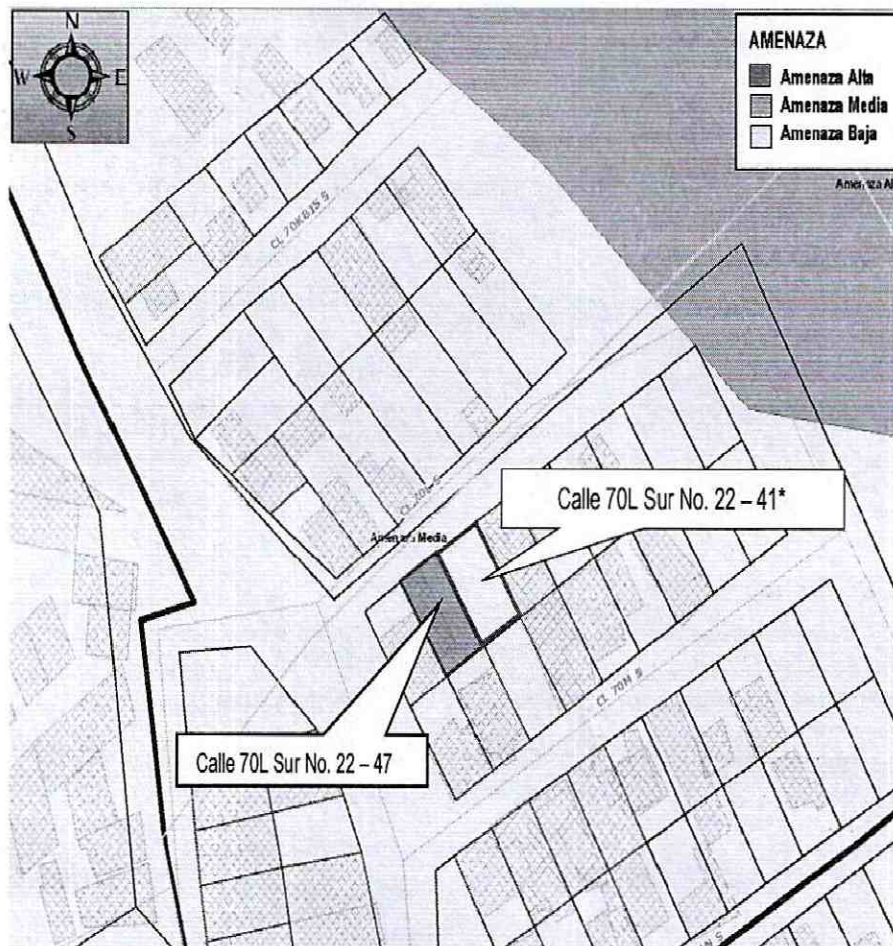 N
W E
S
AMENAZA
Amenaza Alta
Amenaza Media
Amenaza Baja
CL 70K BIS S
CL 70L S
Calle 70L Sur No. 22 – 41*
Amenaza Media
CL 70M S
Calle 70L Sur No. 22 – 47